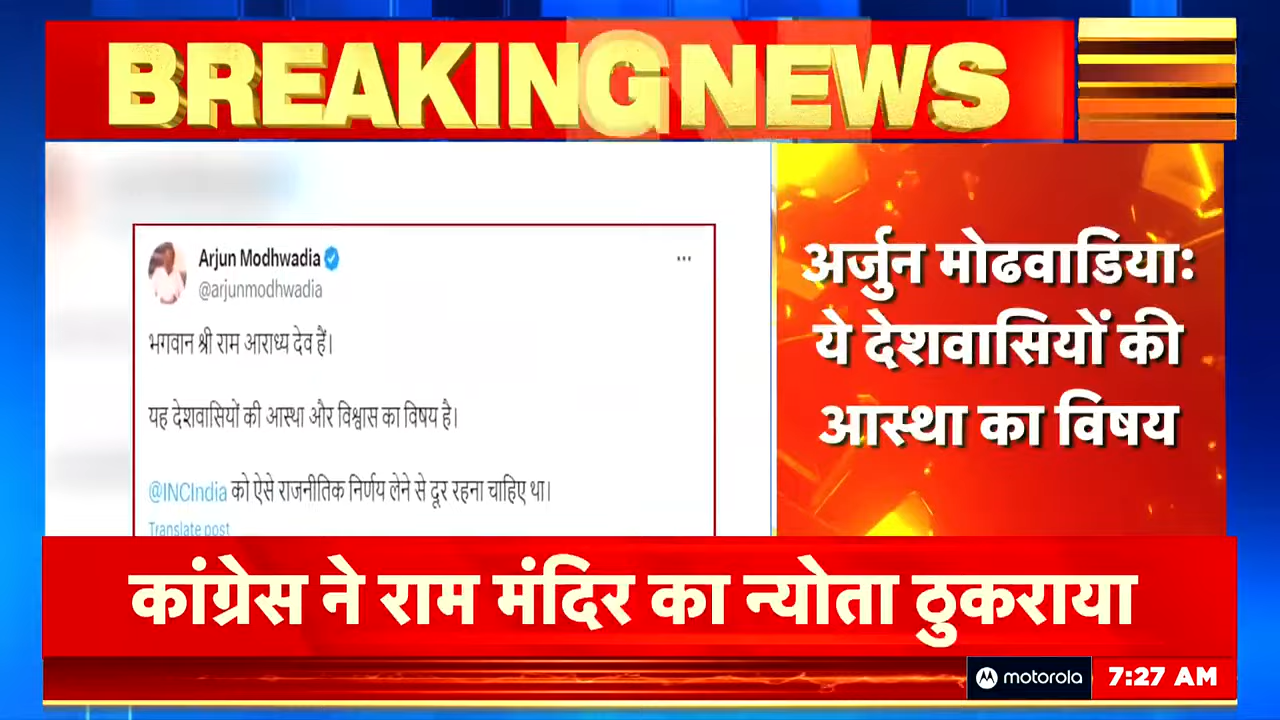 BREAKING NEWS
Arjun Modhwadia
@arjunmodhwadia
भगवान श्री राम आराध्य देव हैं।
यह देशवासियों की आस्था और विश्वास का विषय है।
@INCIndia को ऐसे राजनीतिक निर्णय लेने से दूर रहना चाहिए था।
Translate post
अर्जुन मोढवाडिया:
ये देशवासियों की
आस्था का विषय
कांग्रेस ने राम मंदिर का न्योता ठुकराया
motorola 7:27 AM